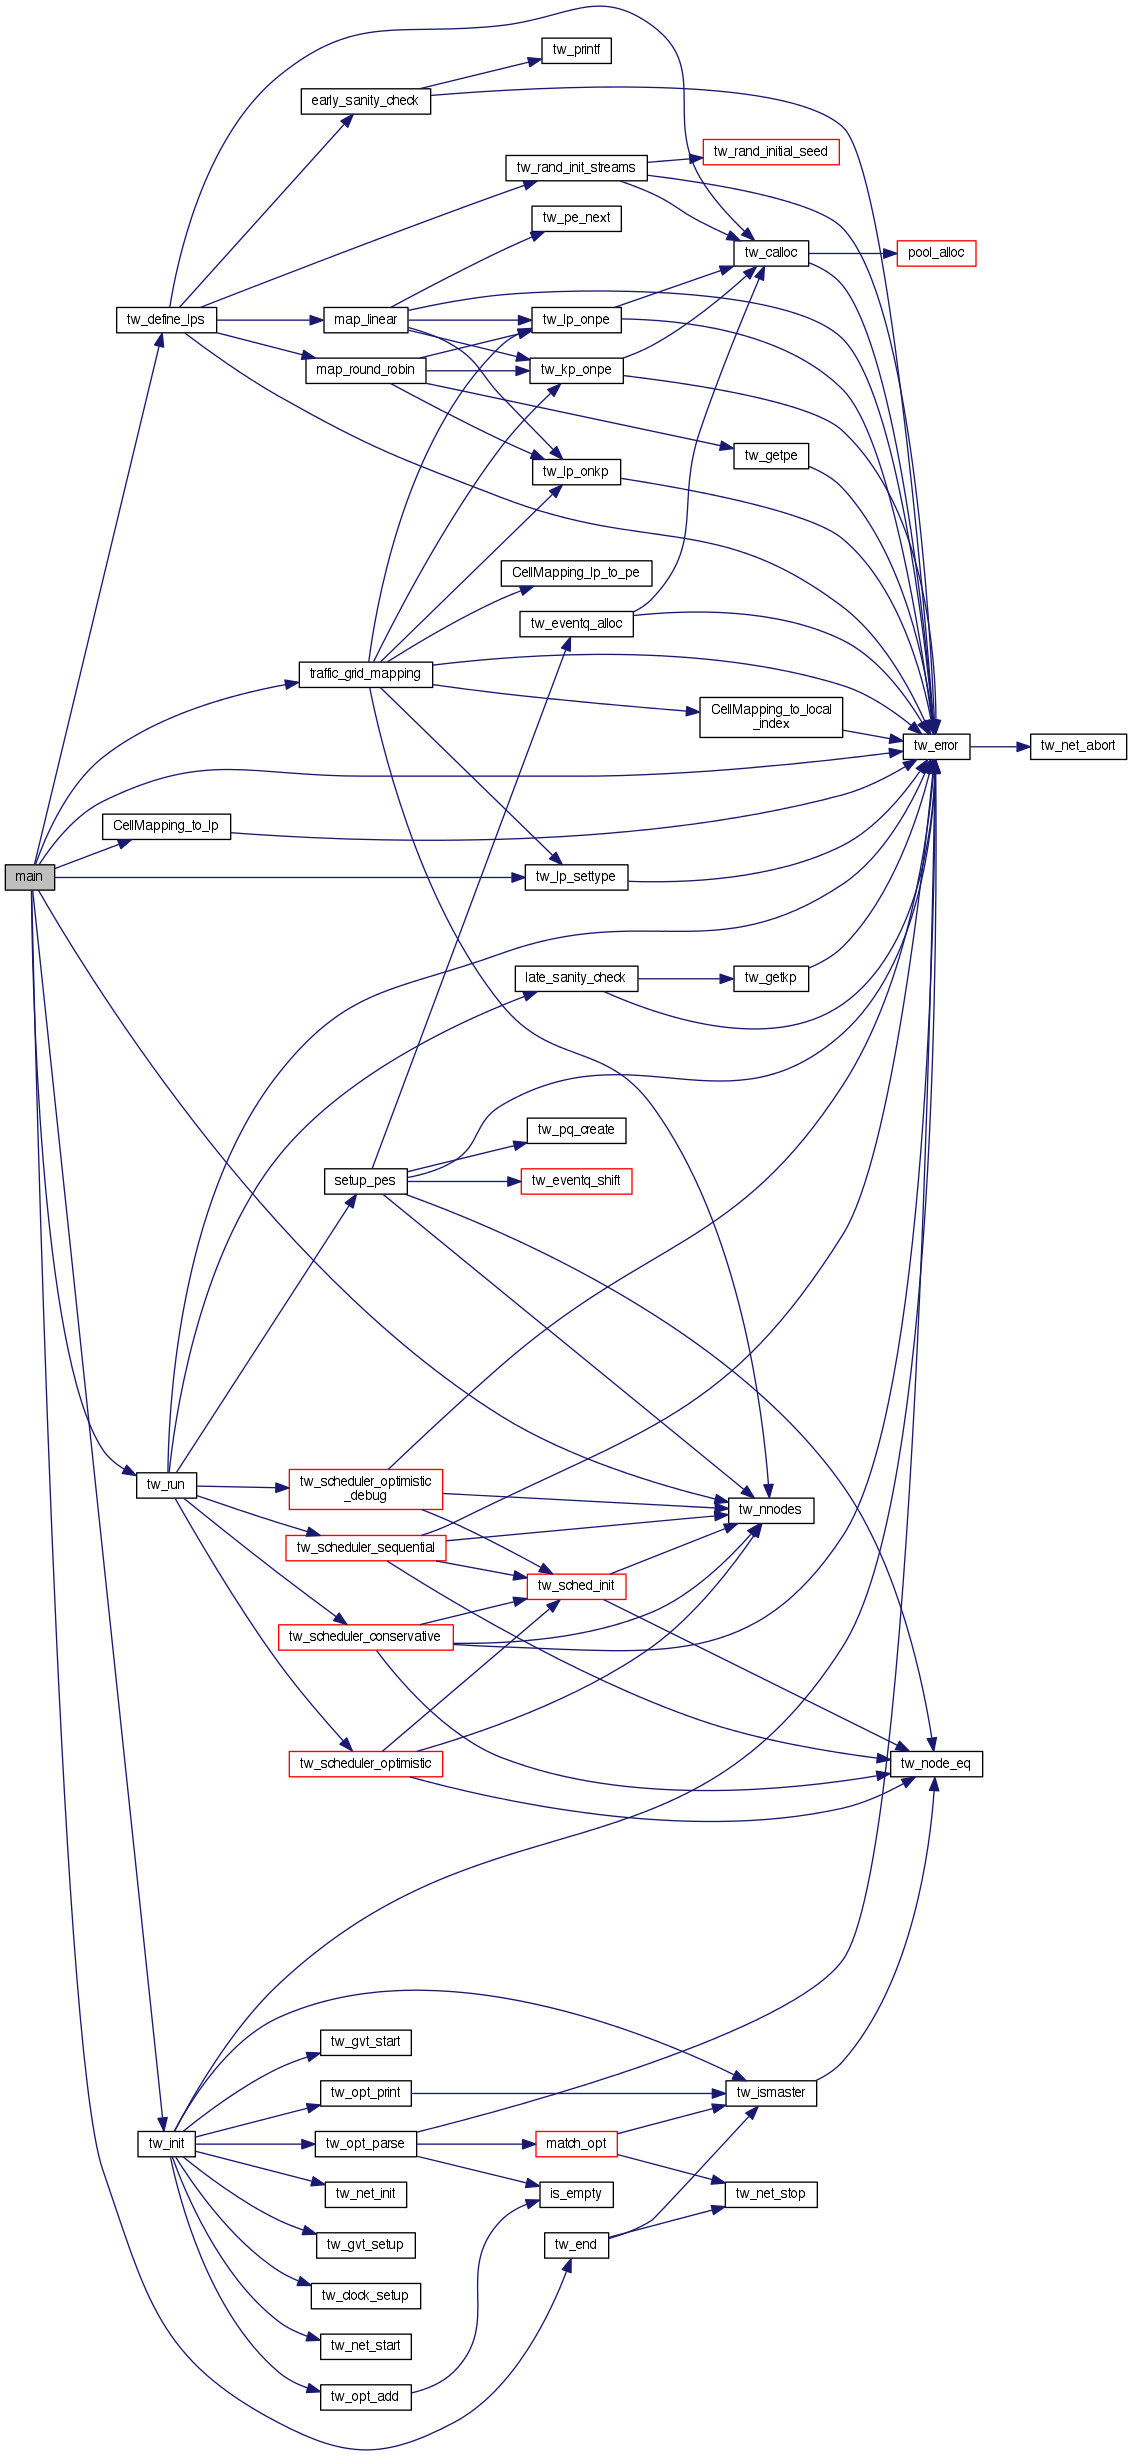 tw_printf
early_sanity_check
tw_rand_initial_seed
tw_rand_init_streams
tw_pe_next
tw_calloc
pool_alloc
tw_define_lps
map_linear
tw_lp_onpe
map_round_robin
tw_kp_onpe
tw_getpe
tw_lp_onkp
CellMapping_lp_to_pe
tw_eventq_alloc
traffic_grid_mapping
CellMapping_to_local
_index
tw_error
tw_net_abort
CellMapping_to_lp
main
tw_lp_settype
late_sanity_check
tw_getkp
tw_pq_create
setup_pes
tw_eventq_shift
tw_run
tw_scheduler_optimistic
_debug
tw_nnodes
tw_scheduler_sequential
tw_sched_init
tw_scheduler_conservative
tw_scheduler_optimistic
tw_node_eq
tw_gvt_start
tw_opt_print
tw_ismaster
tw_init
tw_opt_parse
match_opt
tw_net_init
is_empty
tw_net_stop
tw_gvt_setup
tw_end
tw_clock_setup
tw_net_start
tw_opt_add